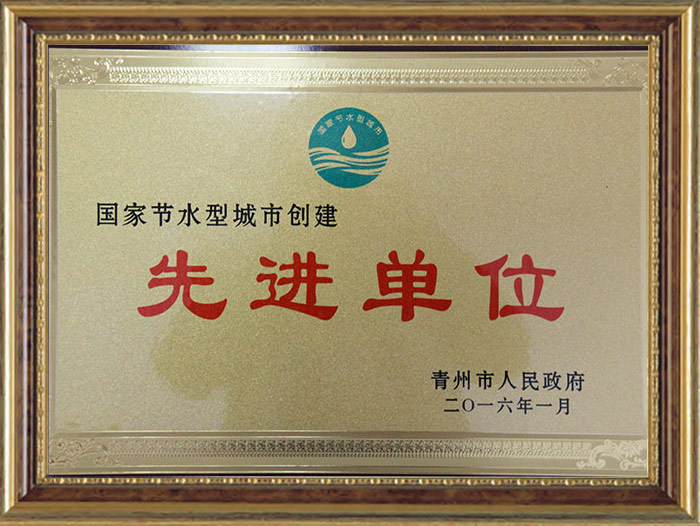 国家节水型城市
国家节水型城市创建
先进单位
青州市人民政府
二〇一六年一月